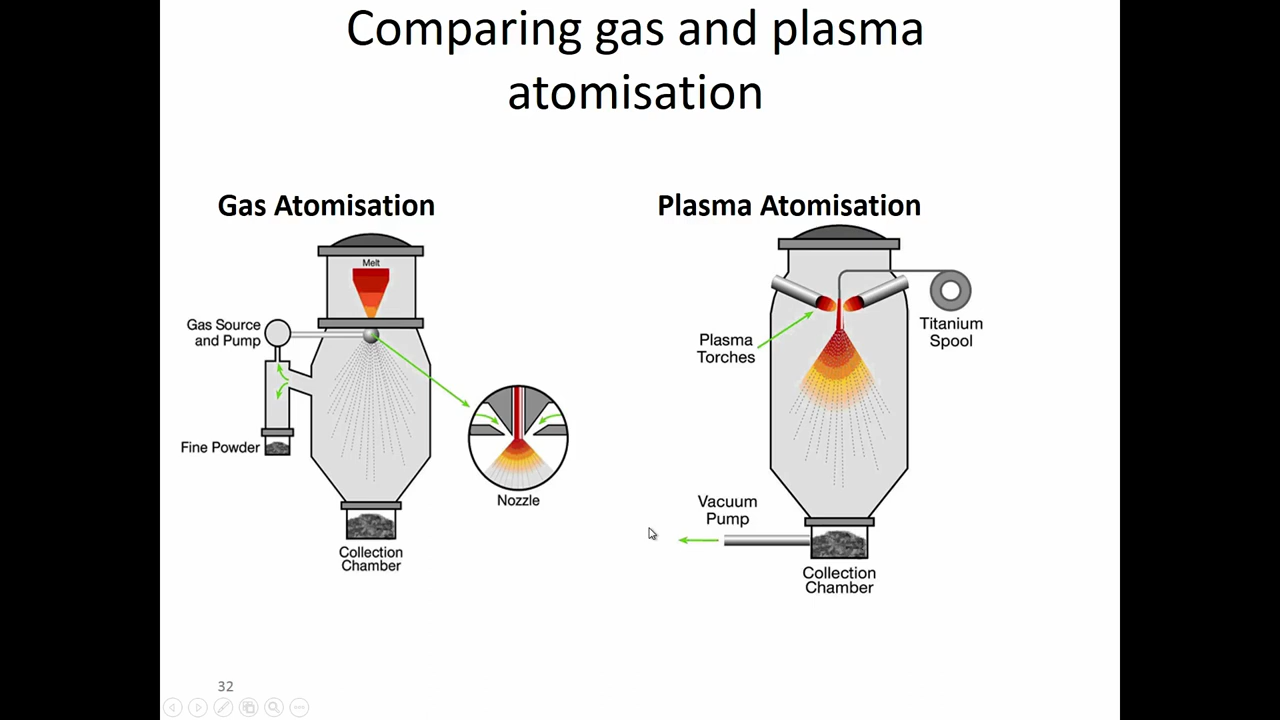 Comparing gas and plasma
atomisation
Gas Atomisation
Melt
Gas Source
and Pump
Fine Powder
Nozzle
Collection
Chamber
Plasma Atomisation
Titanium
Spool
Plasma
Torches
Vacuum
Pump
Collection
Chamber
32